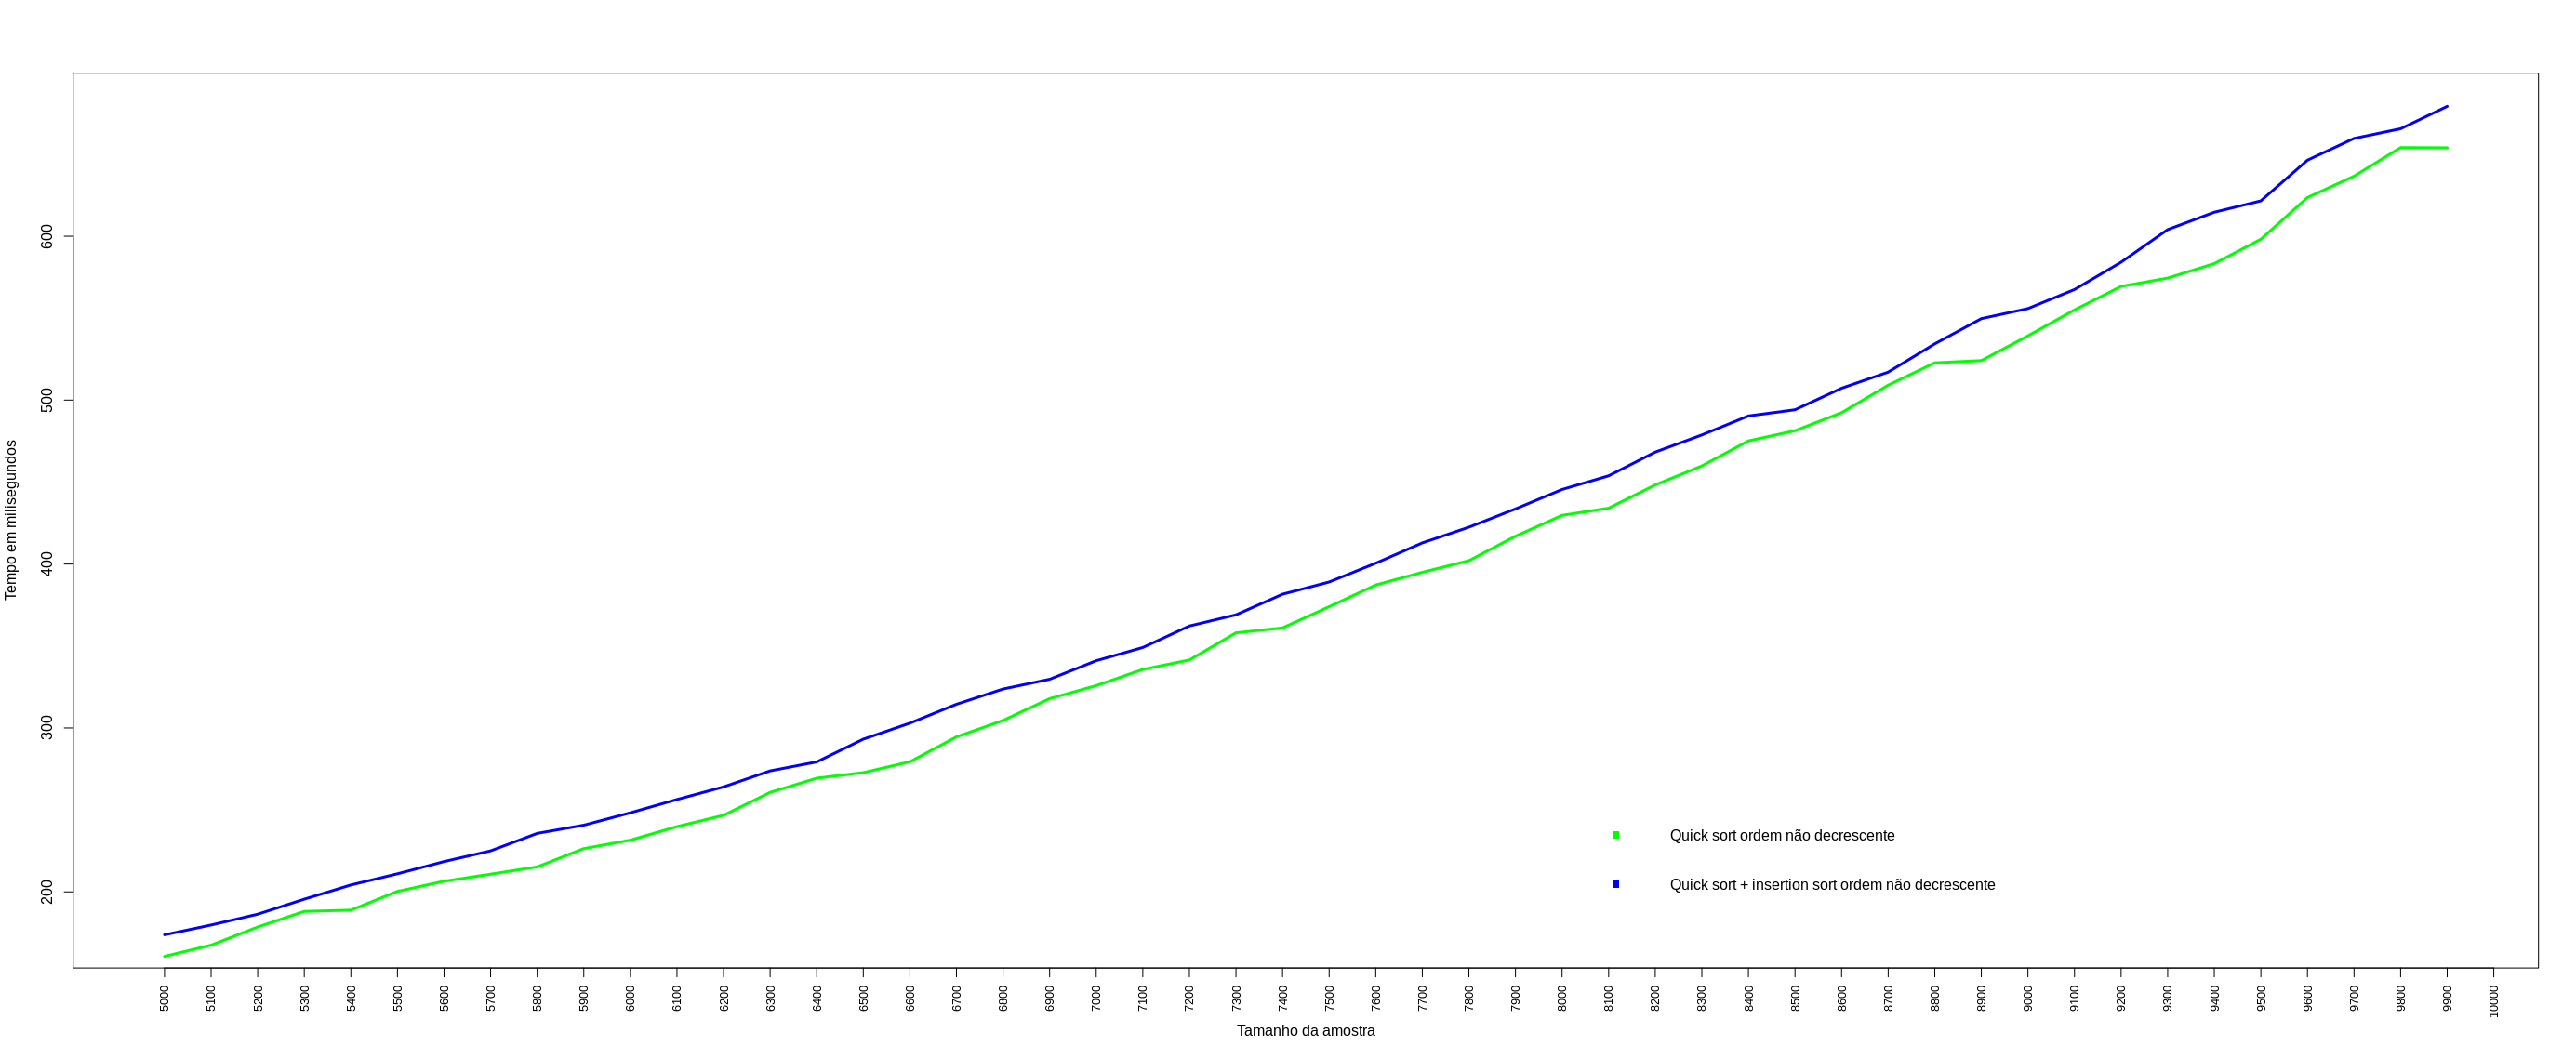 600
500
400
300
200
Tempo em milisegundos
Quick sort ordem não decrescente
Quick sort + insertion sort ordem não decrescente
5000 5100 5200 5300 5400 5500 5600 5700 5800 5900 6000 6100 6200 6300 6400 6500 6600 6700 6800 6900 7000 7100 7200 7300 7400 7500 7600 7700 7800 7900 8000 8100 8200 8300 8400 8500 8600 8700 8800 8900 9000 9100 9200 9300 9400 9500 9600 9700 9800 9900 10000
Tamanho da amostra